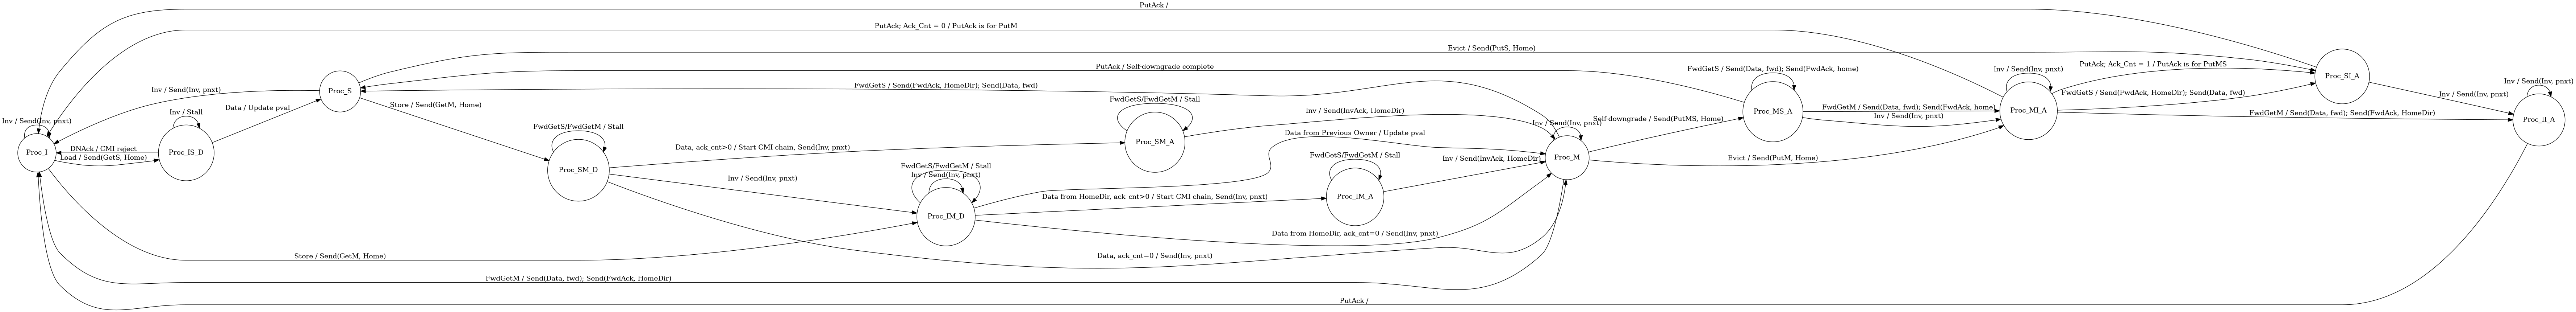 PutAck /
PutAck; Ack_Cnt = 0 / PutAck is for PutM
Evict / Send(PutS, Home)
PutAck / Self-downgrade complete
FwdGetS / Send(FwdAck, HomeDir); Send(Data, fwd)
Inv / Send(Inv, pnxt)
Proc_S
Store / Send(GetM, Home)
Inv / Stall
Data / Update pval
Inv / Send(Inv, pnxt)
Proc_I
DNAck / CMI reject
Load / Send(GetS, Home)
Proc_IS_D
FwdGetS/FwdGetM / Stall
Proc_SM_D
Data, ack_cnt>0 / Start CMI chain, Send(Inv, pnxt)
Inv / Send(Inv, pnxt)
FwdGetS/FwdGetM / Stall
Inv / Send(Inv, pnxt)
Proc_IM_D
FwdGetS/FwdGetM / Stall
Proc_SM_A
Inv / Send(InvAck, HomeDir)
Data from Previous Owner / Update pval
Data from HomeDir, ack_cnt>0 / Start CMI chain, Send(Inv, pnxt)
FwdGetS/FwdGetM / Stall
Proc_IM_A
Inv / Send(InvAck, HomeDir)
Data from HomeDir, ack_cnt=0 / Send(Inv, pnxt)
Data, ack_cnt=0 / Send(Inv, pnxt)
Store / Send(GetM, Home)
FwdGetM / Send(Data, fwd); Send(FwdAck, HomeDir)
PutAck /
Inv / Send(Inv, pnxt)
Proc_M
Self-downgrade / Send(PutMS, Home)
Evict / Send(PutM, Home)
FwdGetS / Send(Data, fwd); Send(FwdAck, home)
Proc_MS_A
FwdGetM / Send(Data, fwd); Send(FwdAck, home)
Inv / Send(Inv, pnxt)
Inv / Send(Inv, pnxt)
Proc_MI_A
PutAck; Ack_Cnt = 1 / PutAck is for PutMS
FwdGetS / Send(FwdAck, HomeDir); Send(Data, fwd)
FwdGetM / Send(Data, fwd); Send(FwdAck, HomeDir)
Proc_SI_A
Inv / Send(Inv, pnxt)
Inv / Send(Inv, pnxt)
Proc_II_A